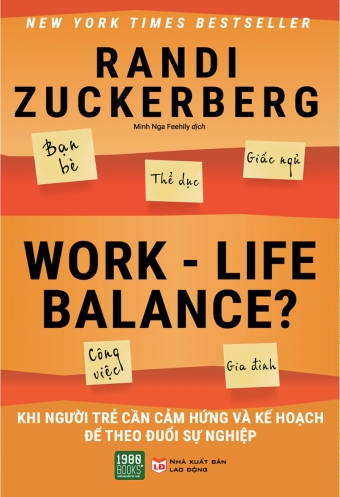 NEW YORK TIMES BESTSELLER
RANDI
ZUCKERBERG
Minh Nga Feehily dịch
Bạn
bè
Thể dục
Giấc ngủ
WORK - LIFE
BALANCE?
Công
việc
Gia đình
KHI NGƯỜI TRẺ CẦN CẢM HỨNG VÀ KẾ HOẠCH
ĐỂ THEO ĐUỔI SỰ NGHIỆP
1980
BOOKS
LĐ
NHÀ XUẤT BẢN
LAO ĐỘNG